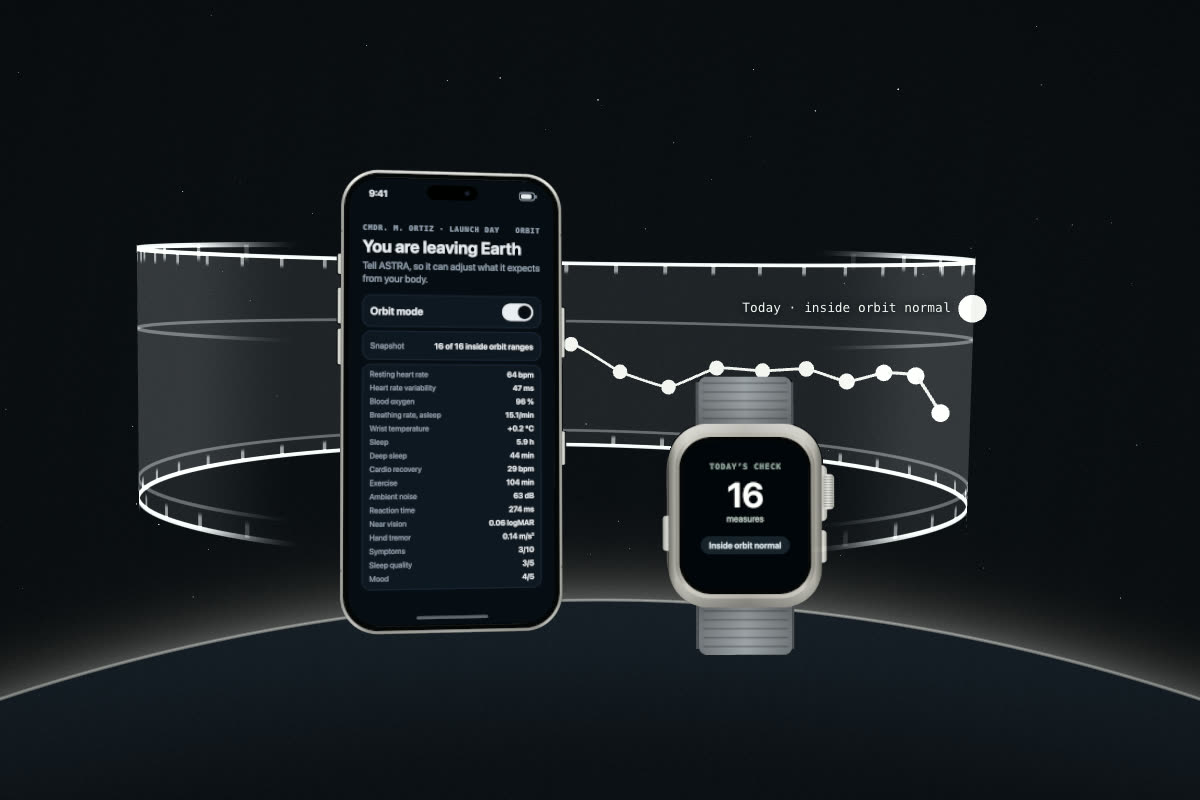 9:41
CMDR. M. ORTIZ · LAUNCH DAY ORBIT
You are leaving Earth
Tell ASTRA, so it can adjust what it expects
from your body.
Orbit mode
Snapshot 16 of 16 inside orbit ranges
Resting heart rate 64 bpm
Heart rate variability 47 ms
Blood oxygen 96 %
Breathing rate, asleep 15.1/min
Wrist temperature +0.2 °C
Sleep 5.9 h
Deep sleep 44 min
Cardio recovery 29 bpm
Exercise 104 min
Ambient noise 63 dB
Reaction time 274 ms
Near vision 0.06 logMAR
Hand tremor 0.14 m/s²
Symptoms 3/10
Sleep quality 3/5
Mood 4/5
Today · inside orbit normal
TODAY'S CHECK
16
measures
Inside orbit normal